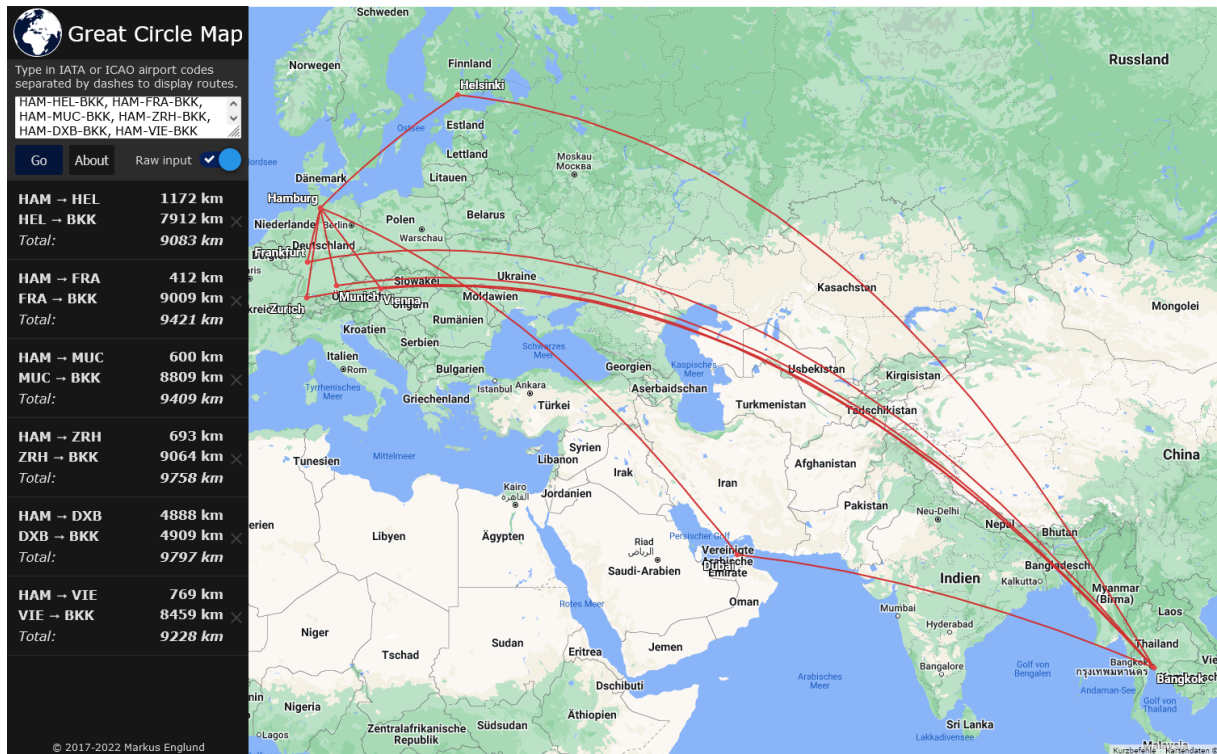 Great Circle Map
Type in IATA or ICAO airport codes
separated by dashes to display routes.
HAM-HEL-BKK, HAM-FRA-BKK,
HAM-MUC-BKK, HAM-ZRH-BKK,
HAM-DXB-BKK, HAM-VIE-BKK
Go About Raw input
HAM → HEL 1172 km
HEL → BKK 7912 km
Total: 9083 km
HAM → FRA 412 km
FRA → BKK 9009 km
Total: 9421 km
HAM → MUC 600 km
MUC → BKK 8809 km
Total: 9409 km
HAM → ZRH 693 km
ZRH → BKK 9064 km
Total: 9758 km
HAM → DXB 4888 km
DXB → BKK 4909 km
Total: 9797 km
HAM → VIE 769 km
VIE → BKK 8459 km
Total: 9228 km
© 2017-2022 Markus Englund
Schweden
Norwegen
Finnland
Russland
Helsinki
Estland
Ostsee
Lettland
Moskau
Москва
Dänemark
Litauen
Hamburg
Niederlande
Berlin
Polen
Belarus
Warschau
Deutschland
Frankfurt
Slowakei
Ukraine
Munich
Vienna
Ungarn
Moldawien
Zurich
Kasachstan
Mongolei
Kroatien
Rumänien
Serbien
Italien
Rom
Bulgarien
Schwarzes
Meer
Georgien
Kaspisches
Meer
Usbekistan
Kirgisistan
Tyrrhenisches
Meer
Griechenland
Istanbul
Ankara
Türkei
Aserbaidschan
Turkmenistan
Tadschikistan
Tunesien
Mittelmeer
Syrien
Libanon
Irak
Iran
Afghanistan
China
Kairo
القاهرة
Jordanien
Pakistan
Neu-Delhi
Nepal
Bhutan
Libyen
Ägypten
Riad
الرياض
Saudi-Arabien
Persischer Golf
Vereinigte
Arabische
Emirate
Dubai
Bangladesch
Indien
Kalkutta
Myanmar
(Birma)
Oman
Rotes Meer
Mumbai
Laos
Hyderabad
Niger
Tschad
Sudan
Eritrea
Jemen
Thailand
Bangkok
กรุงเทพมหานคร
Bangkok
Arabisches
Meer
Bangalore
Golf von
Bengalen
Andaman-See
Golf von
Thailand
Dschibuti
Nigeria
Lagos
Äthiopien
Zentralafrikanische
Republik
Südsudan
Sri Lanka
Lakkadivensee
Malaysia
Kurzbefehle
Kartendaten